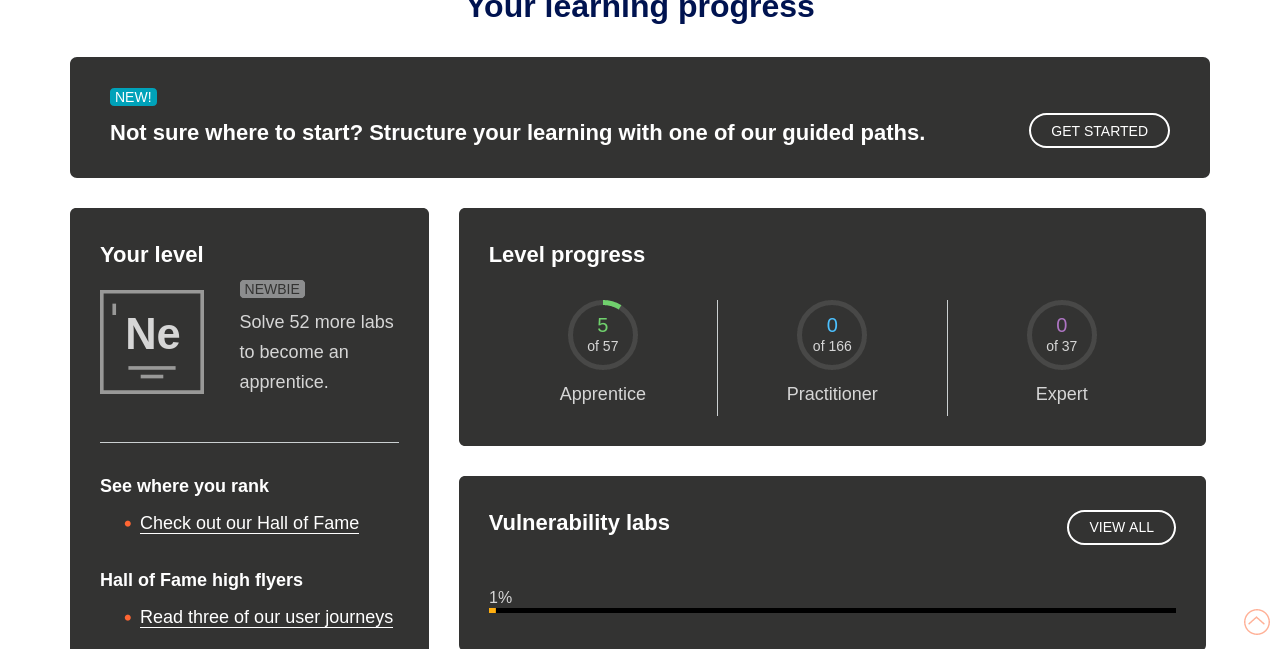 Your learning progress
NEW!
Not sure where to start? Structure your learning with one of our guided paths.
GET STARTED
Your level
Ne
NEWBIE
Solve 52 more labs
to become an
apprentice.
See where you rank
Check out our Hall of Fame
Hall of Fame high flyers
Read three of our user journeys
Level progress
5
of 57
Apprentice
0
of 166
Practitioner
0
of 37
Expert
Vulnerability labs
VIEW ALL
1%